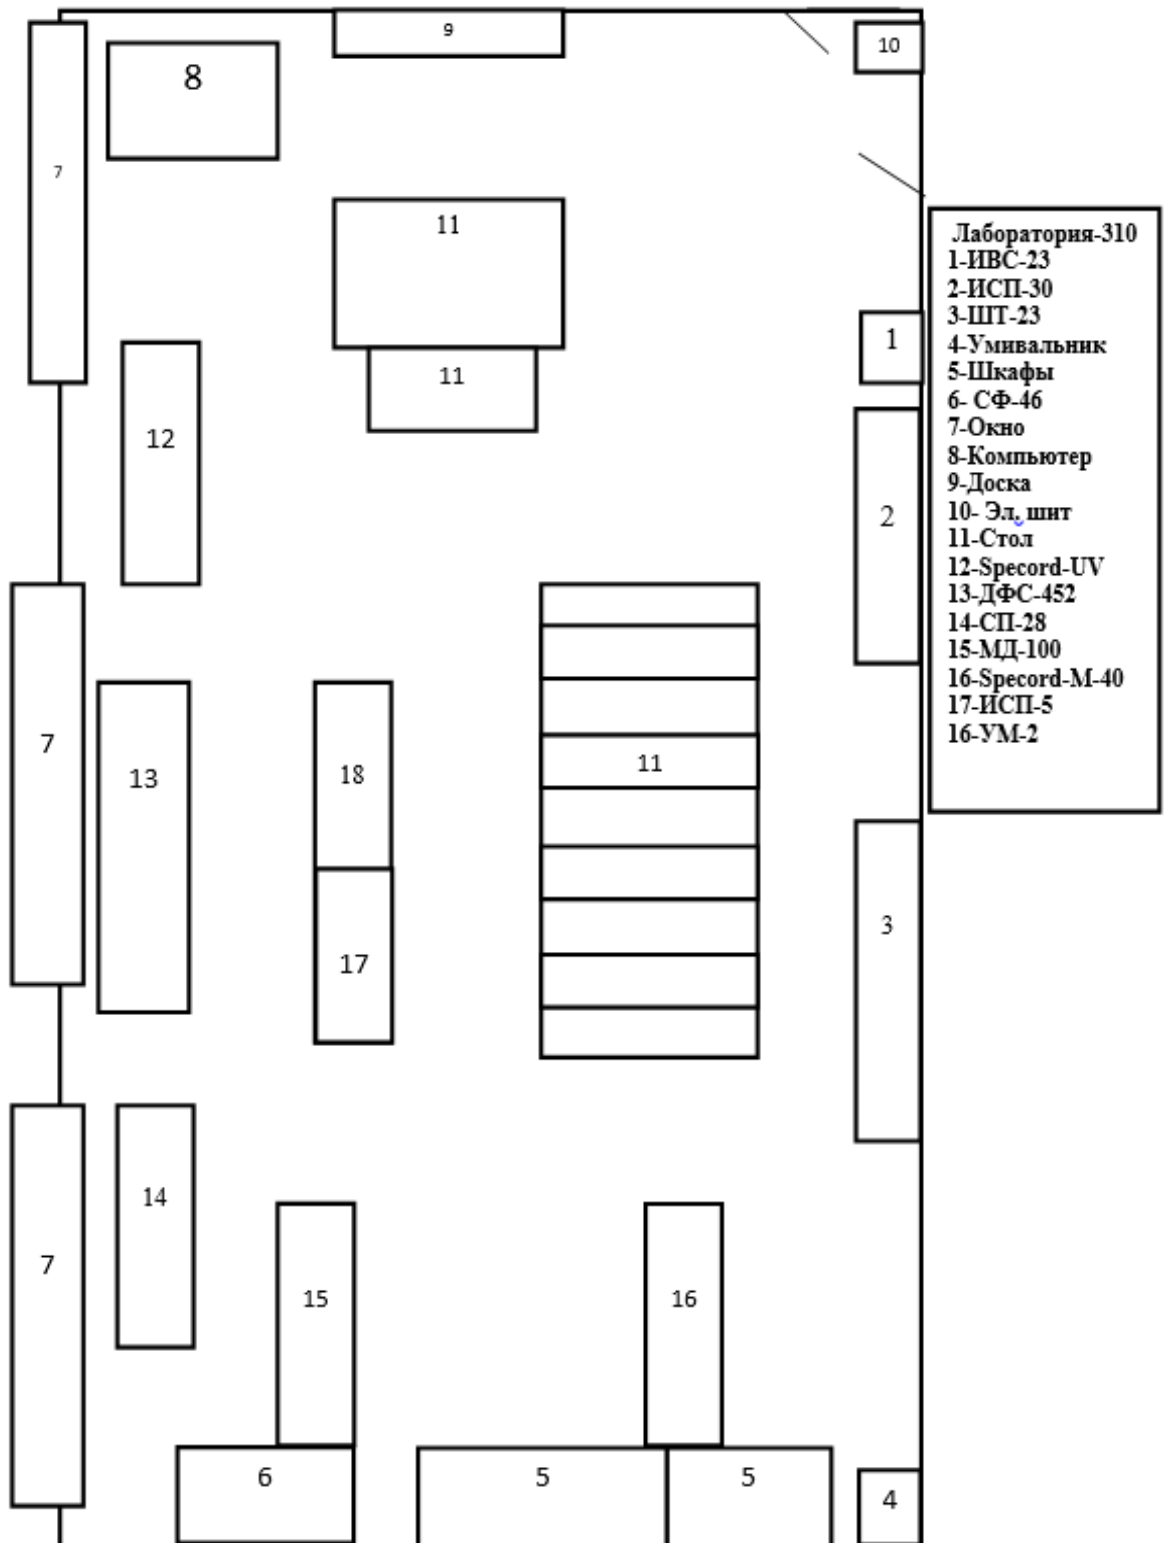 9
10
8
7
11
Лаборатория-310
1-ИВС-23
2-ИСП-30
3-ШТ-23
4-Умивальник
5-Шкафы
6- СФ-46
7-Окно
8-Компьютер
9-Доска
10- Эл. шит
11-Стол
12-Specord-UV
13-ДФС-452
14-СП-28
15-МД-100
16-Specord-M-40
17-ИСП-5
16-УМ-2
1
11
12
2
7
13
18
11
3
17
14
7
15
16
6
5
5
4